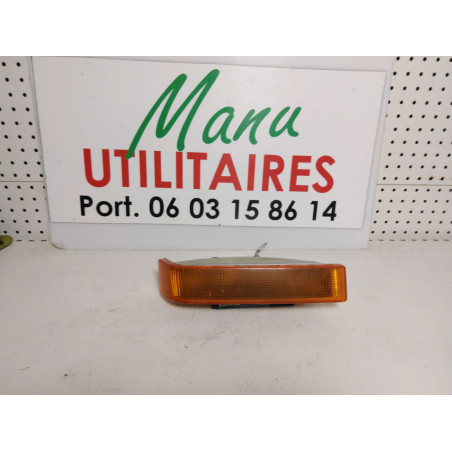 Manu
UTILITAIRES
Port. 06 03 15 86 14